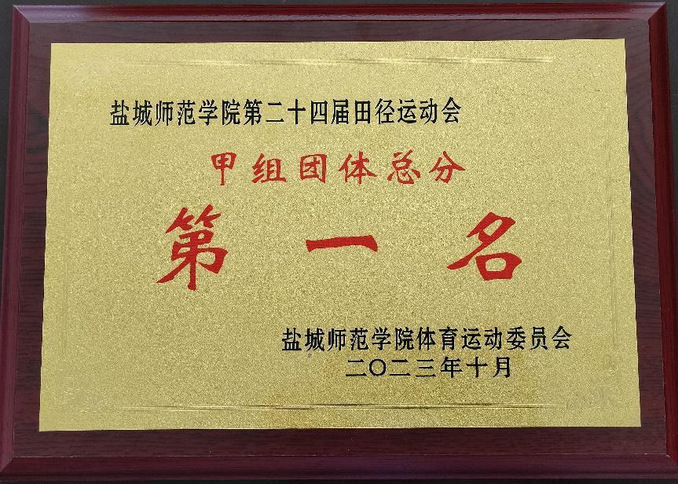 盐城师范学院第二十四届田径运动会
甲组团体总分
第一名
盐城师范学院体育运动委员会
二〇二三年十月